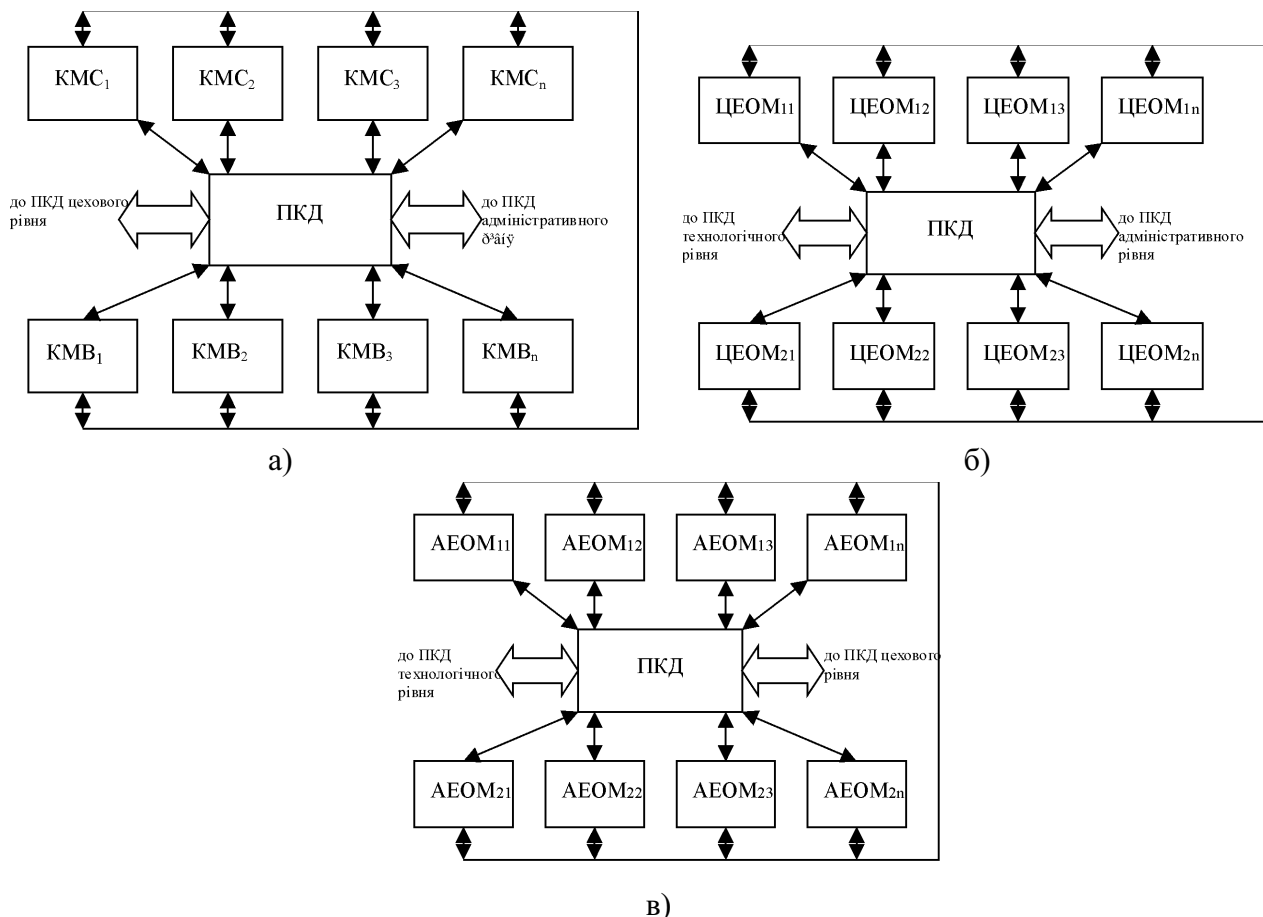 КМС₁ КМС₂ КМС₃ КМСₙ
до ПКД цехового
рівня
ПКД
до ПКД
адміністративного
ð³âíÿ
КМВ₁ КМВ₂ КМВ₃ КМВₙ
а)
ЦЕОМ₁₁ ЦЕОМ₁₂ ЦЕОМ₁₃ ЦЕОМ₁ₙ
до ПКД
технологічного
рівня
ПКД
до ПКД
адміністративного
рівня
ЦЕОМ₂₁ ЦЕОМ₂₂ ЦЕОМ₂₃ ЦЕОМ₂ₙ
б)
АЕОМ₁₁ АЕОМ₁₂ АЕОМ₁₃ АЕОМ₁ₙ
до ПКД
технологічного
рівня
ПКД
до ПКД цехового
рівня
АЕОМ₂₁ АЕОМ₂₂ АЕОМ₂₃ АЕОМ₂ₙ
в)